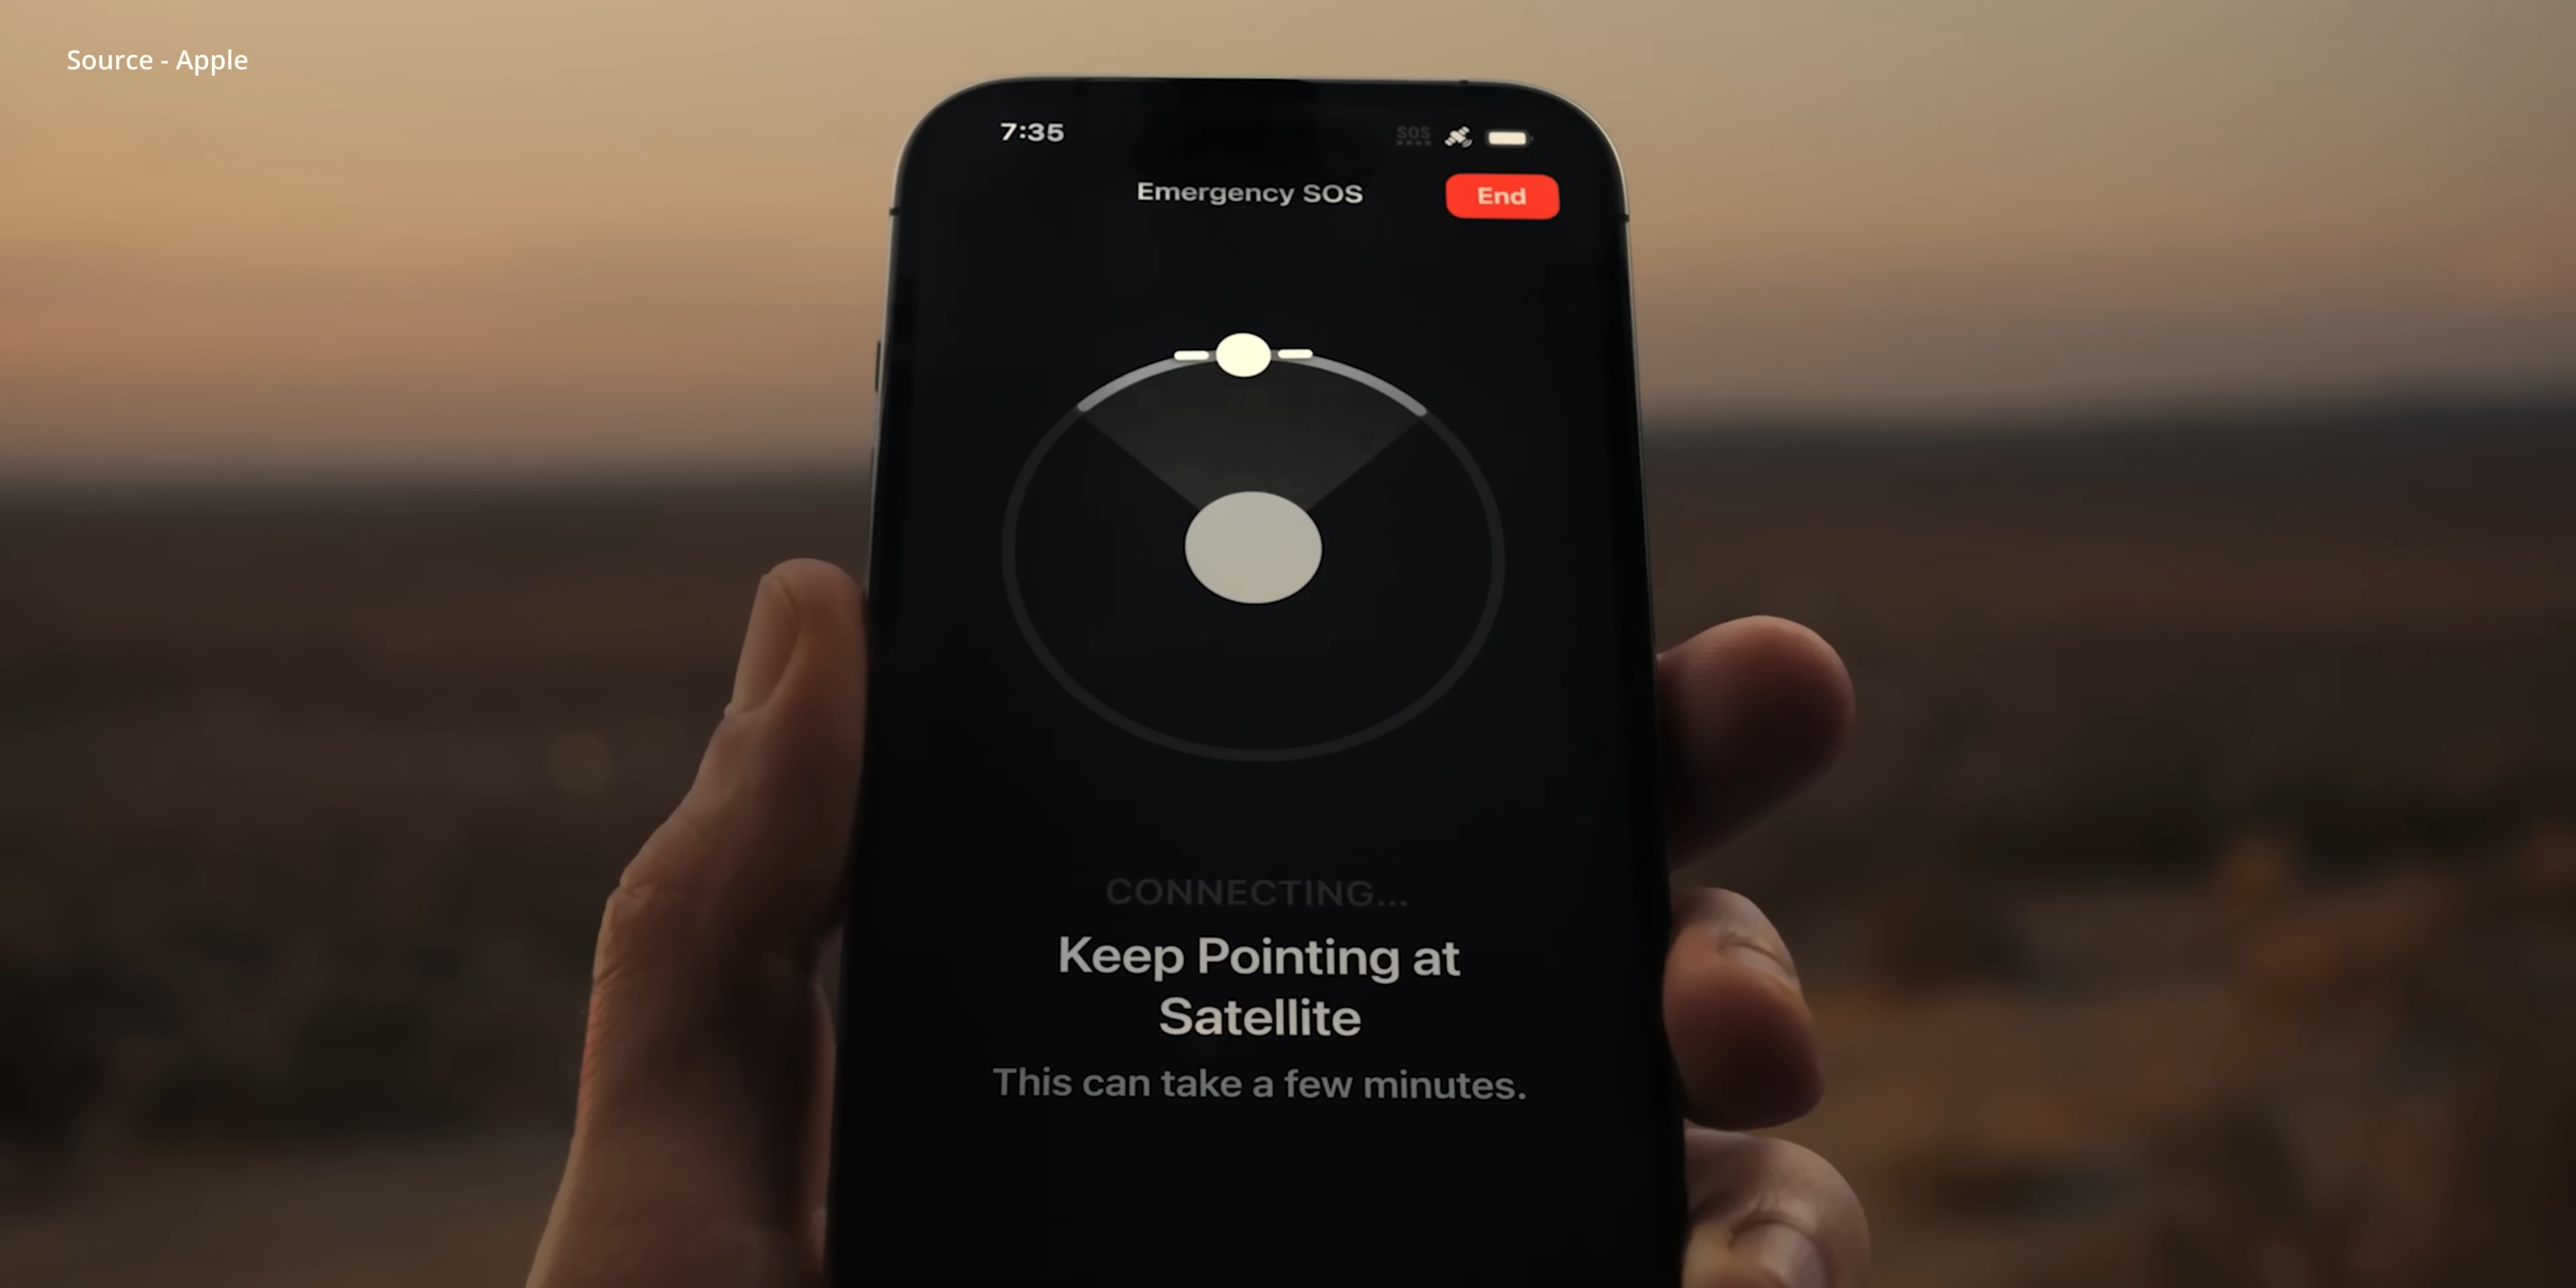 Source - Apple
7:35
SOS
Emergency SOS
End
CONNECTING...
Keep Pointing at
Satellite
This can take a few minutes.